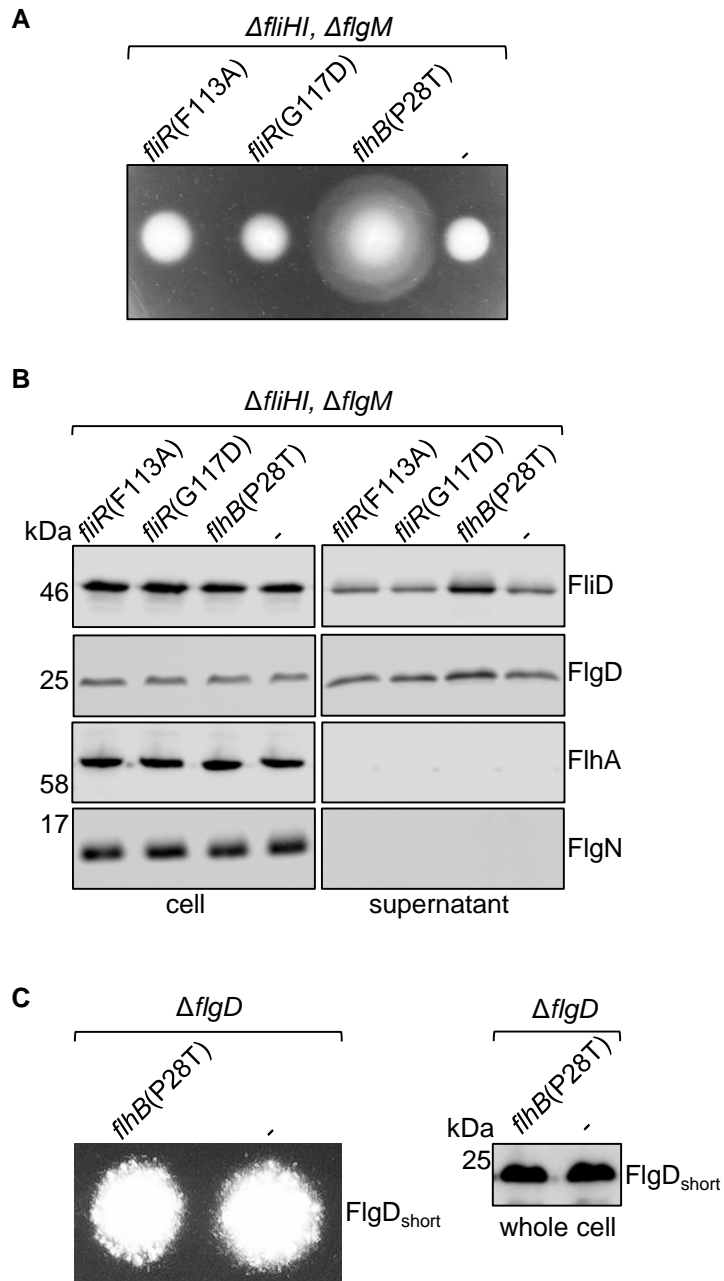 A
ΔfliHI, ΔflgM
fliR(F113A)
fliR(G117D)
flhB(P28T)
-
B
ΔfliHI, ΔflgM
kDa
fliR(F113A)
fliR(G117D)
flhB(P28T)
-
fliR(F113A)
fliR(G117D)
flhB(P28T)
-
46
FliD
25
FlgD
58
FlhA
17
FlgN
cell
supernatant
C
ΔflgD
flhB(P28T)
-
FlgDshort
ΔflgD
flhB(P28T)
-
kDa
25
FlgDshort
whole cell